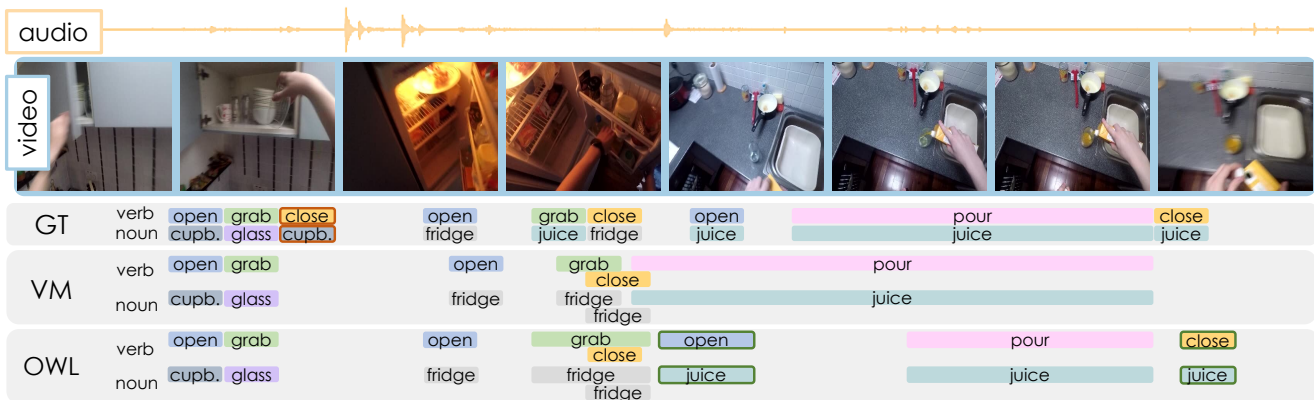 audio
video
GT
verb open grab close open grab close open pour close
noun cupb. glass cupb. fridge juice fridge juice juice juice
VM
verb open grab open grab pour
close
noun cupb. glass fridge fridge juice
fridge
OWL
verb open grab open grab open pour close
close
noun cupb. glass fridge fridge juice juice juice
fridge